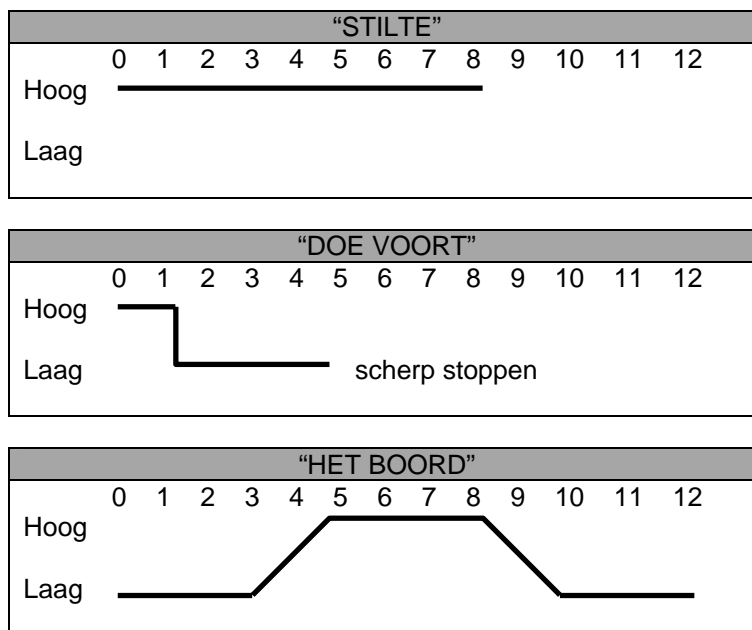 “STILTE”
0 1 2 3 4 5 6 7 8 9 10 11 12
Hoog
Laag
“DOE VOORT”
0 1 2 3 4 5 6 7 8 9 10 11 12
Hoog
Laag scherp stoppen
“HET BOORD”
0 1 2 3 4 5 6 7 8 9 10 11 12
Hoog
Laag